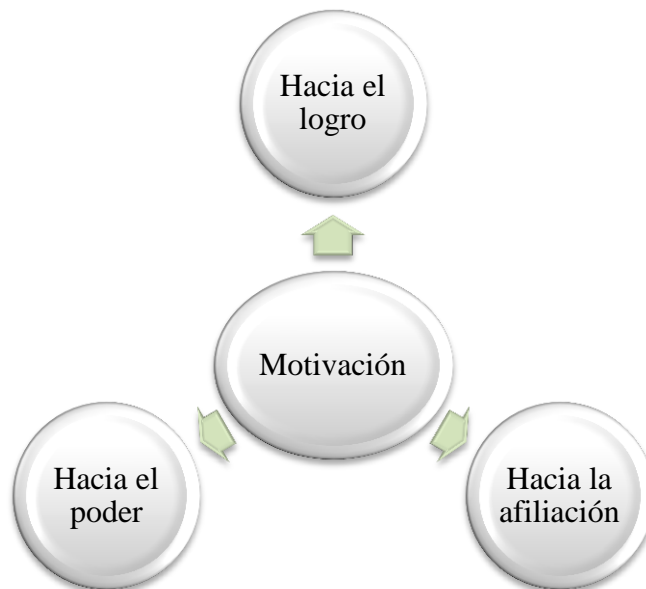 Hacia el
logro
Motivación
Hacia el
poder
Hacia la
afiliación